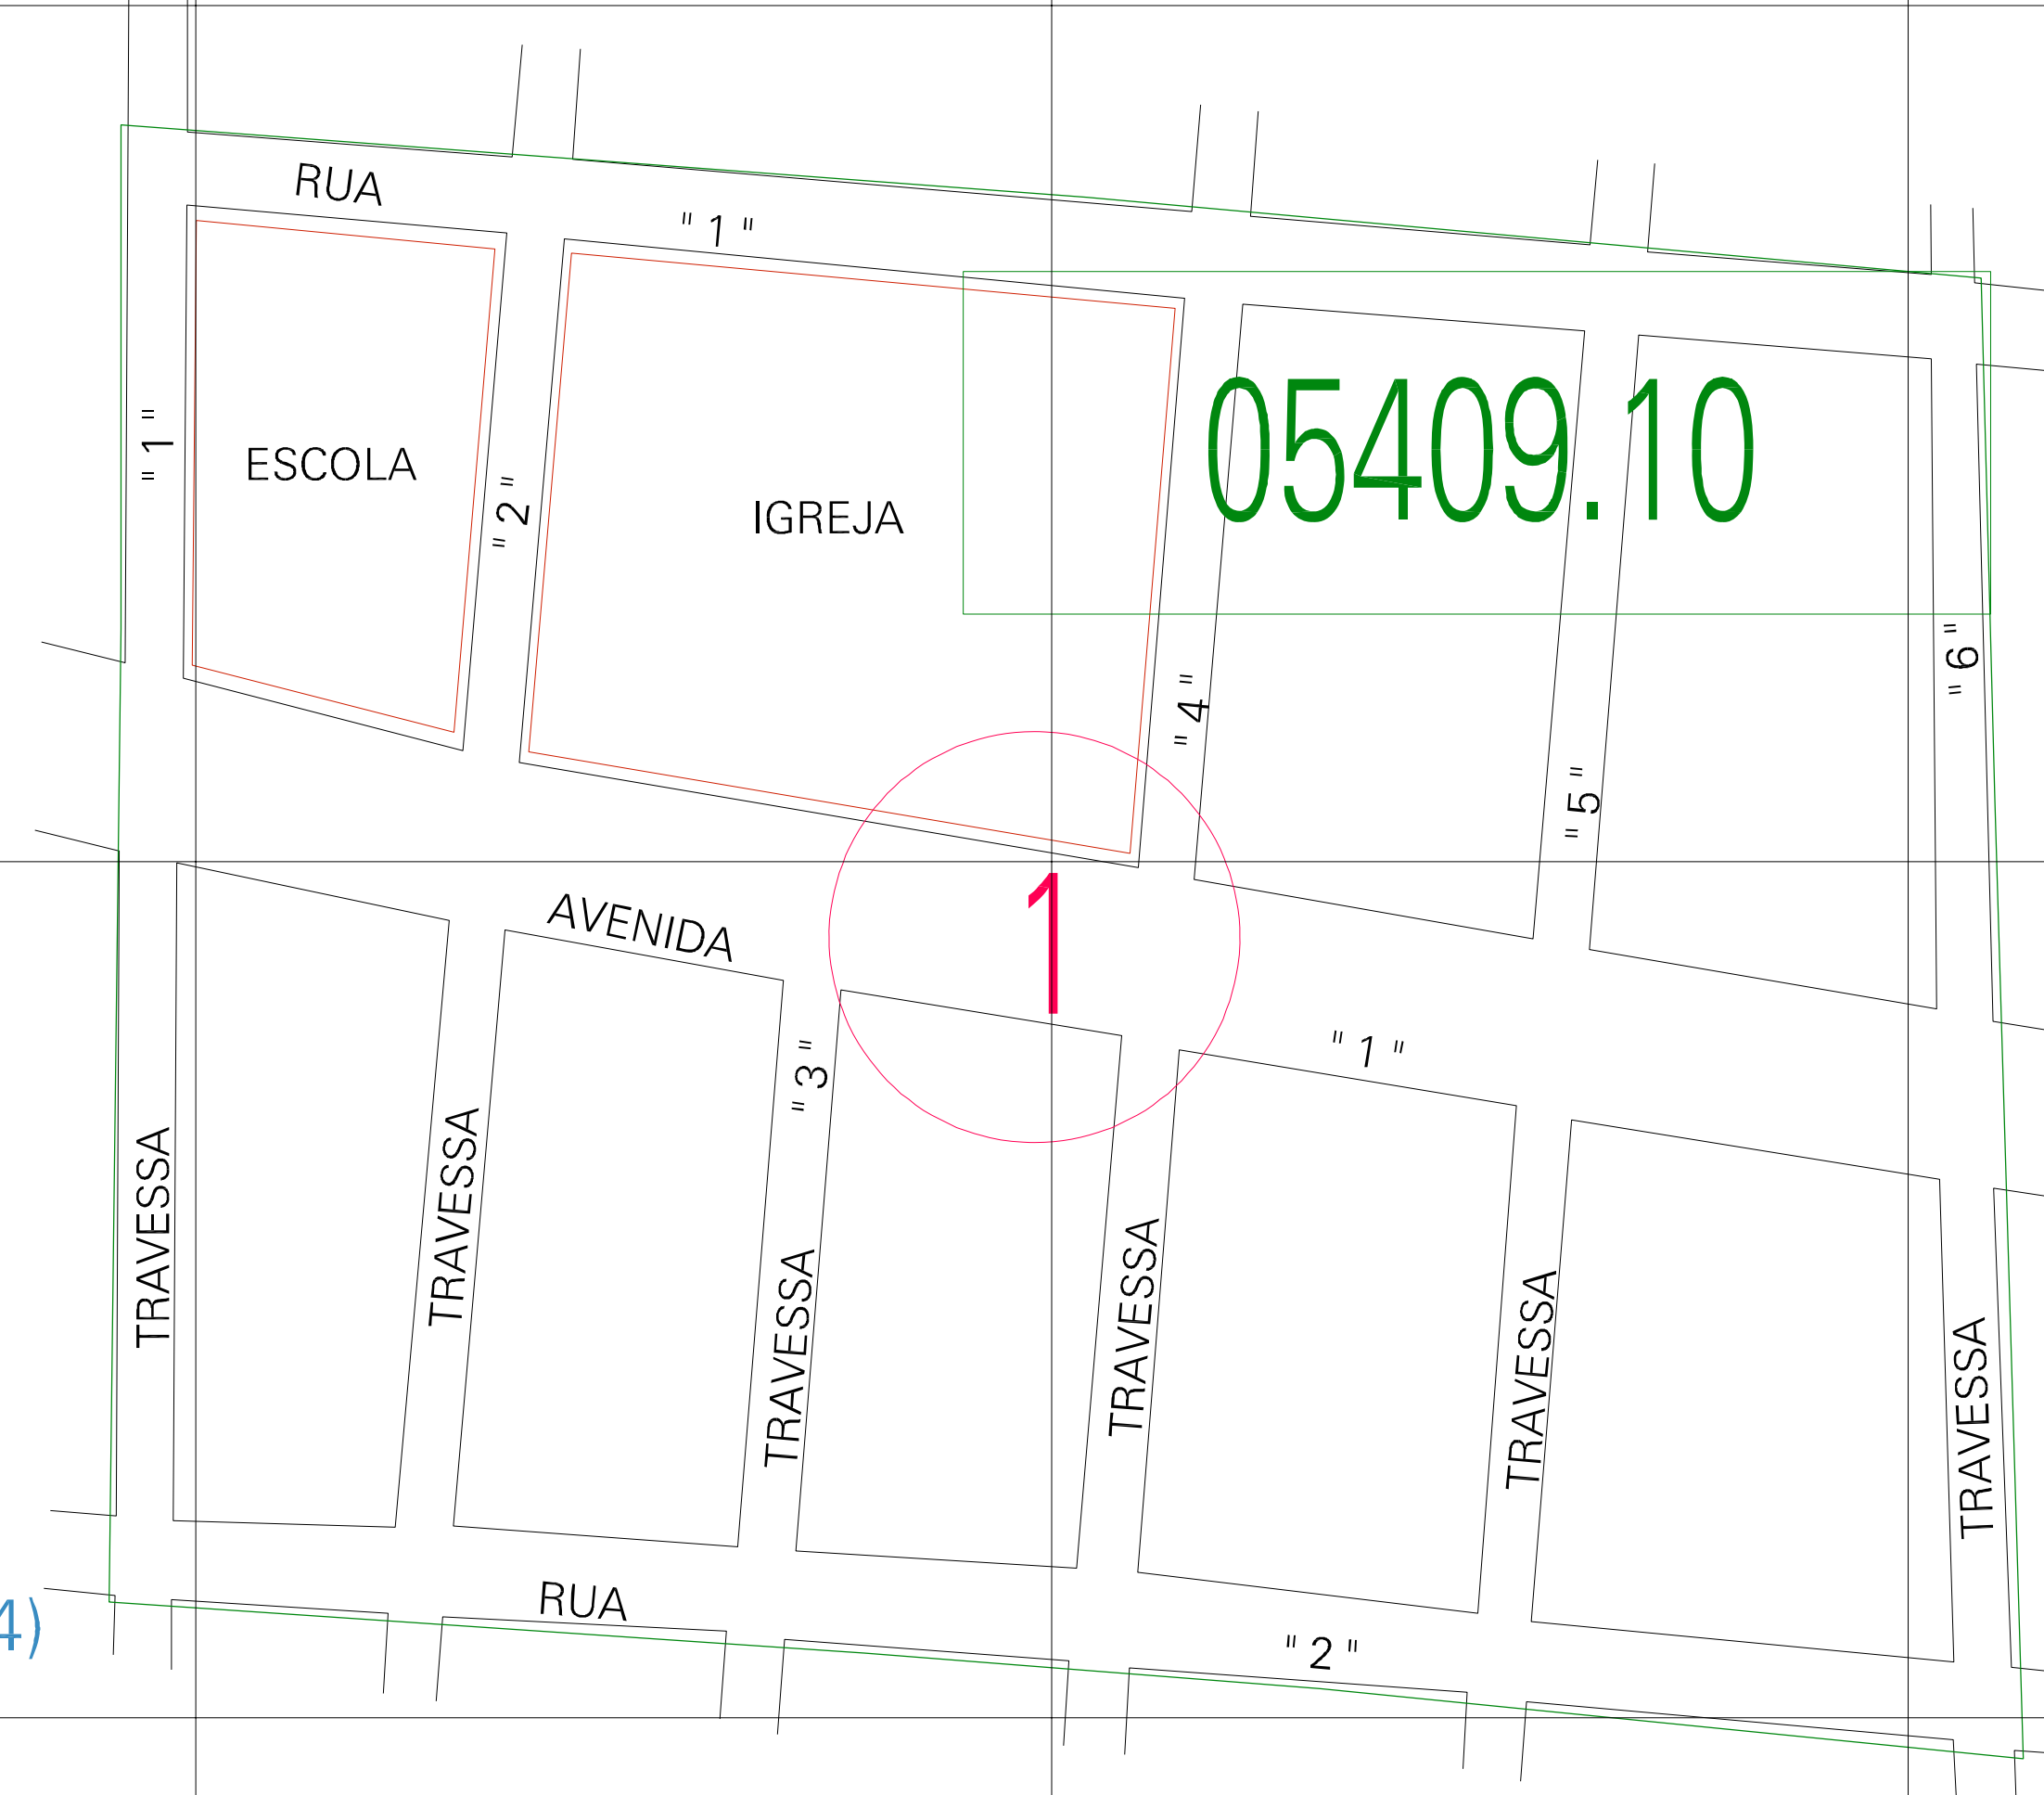 RUA
" 1 "
" 1 "
ESCOLA
" 2 "
IGREJA
05409.10
" 4 "
" 5 "
" 6 "
AVENIDA
1
" 1 "
" 3 "
TRAVESSA
TRAVESSA
TRAVESSA
TRAVESSA
TRAVESSA
TRAVESSA
RUA
" 2 "
4)